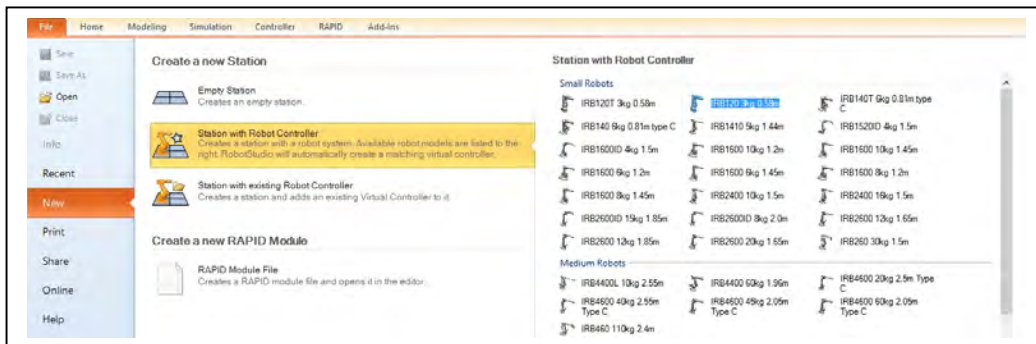 File Home Modeling Simulation Controller RAPID Add-Ins
Save
Save As
Open
Close
Info
Recent
New
Print
Share
Online
Help
Create a new Station
Empty Station
Creates an empty station.
Station with Robot Controller
Creates a station with a robot system. Available robot models are listed to the
right. RobotStudio will automatically create a matching virtual controller.
Station with existing Robot Controller
Creates a station and adds an existing Virtual Controller to it.
Create a new RAPID Module
RAPID Module File
Creates a RAPID module file and opens it in the editor.
Station with Robot Controller
Small Robots
IRB120T 3kg 0.58m IRB120 3kg 0.58m IRB140T 6kg 0.81m type
C
IRB140 6kg 0.81m type C IRB1410 5kg 1.44m IRB1520ID 4kg 1.5m
IRB1600ID 4kg 1.5m IRB1600 10kg 1.2m IRB1600 10kg 1.45m
IRB1600 6kg 1.2m IRB1600 6kg 1.45m IRB1600 8kg 1.2m
IRB1600 8kg 1.45m IRB2400 10kg 1.5m IRB2400 16kg 1.5m
IRB2600ID 15kg 1.85m IRB2600ID 8kg 2.0m IRB2600 12kg 1.65m
IRB2600 12kg 1.85m IRB2600 20kg 1.65m IRB260 30kg 1.5m
Medium Robots
IRB4400L 10kg 2.55m IRB4400 60kg 1.96m IRB4600 20kg 2.5m Type
C
IRB4600 40kg 2.55m IRB4600 45kg 2.05m IRB4600 60kg 2.05m
Type C Type C Type C
IRB460 110kg 2.4m